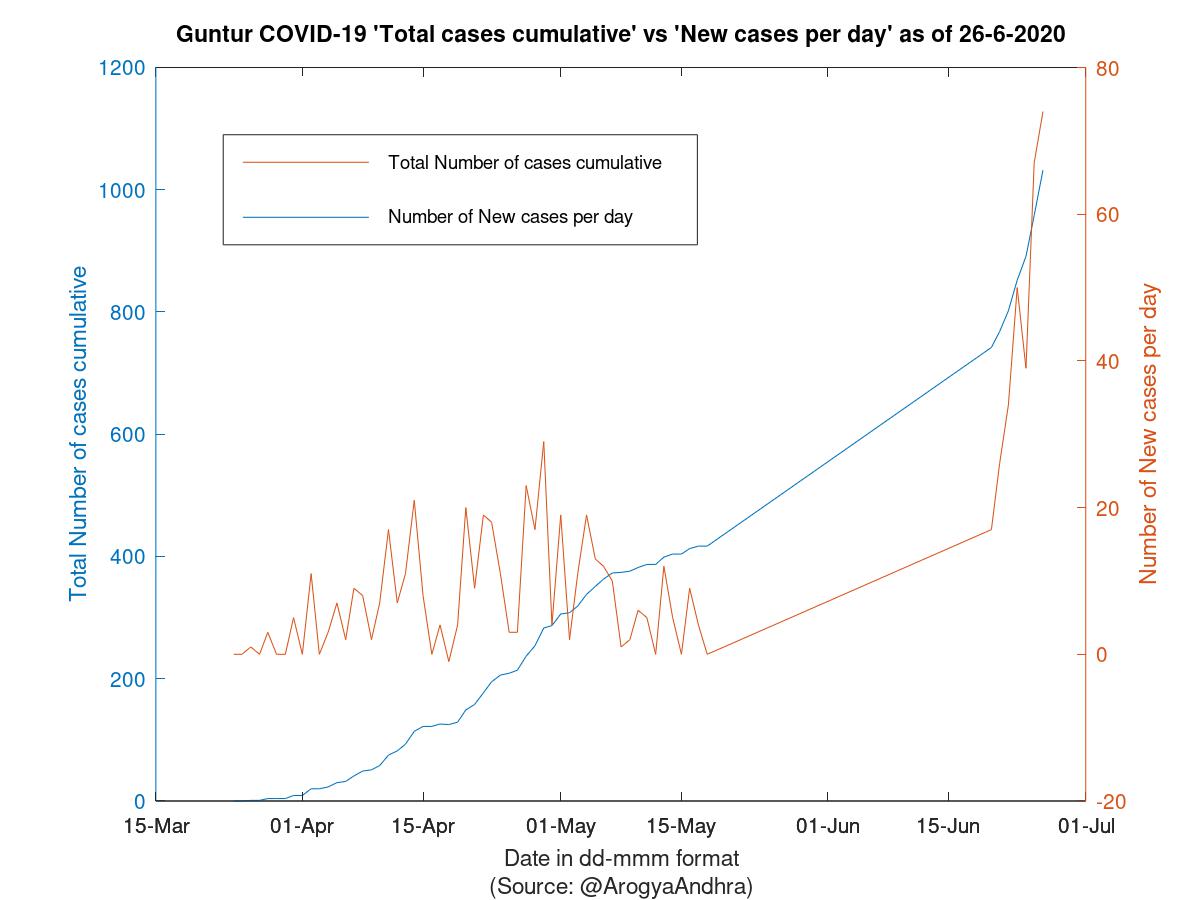 Guntur COVID-19 'Total cases cumulative' vs 'New cases per day' as of 26-6-2020
1200
1000
800
600
400
200
0
Total Number of cases cumulative
Total Number of cases cumulative
Number of New cases per day
80
60
40
20
0
-20
Number of New cases per day
15-Mar 01-Apr 15-Apr 01-May 15-May 01-Jun 15-Jun 01-Jul
Date in dd-mmm format
(Source: @ArogyaAndhra)